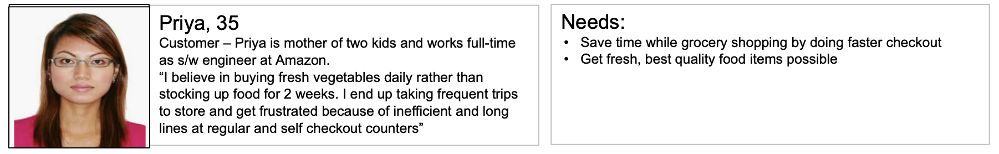 Priya, 35
Customer – Priya is mother of two kids and works full-time
as s/w engineer at Amazon.
“I believe in buying fresh vegetables daily rather than
stocking up food for 2 weeks. I end up taking frequent trips
to store and get frustrated because of inefficient and long
lines at regular and self checkout counters”
Needs:
• Save time while grocery shopping by doing faster checkout
• Get fresh, best quality food items possible